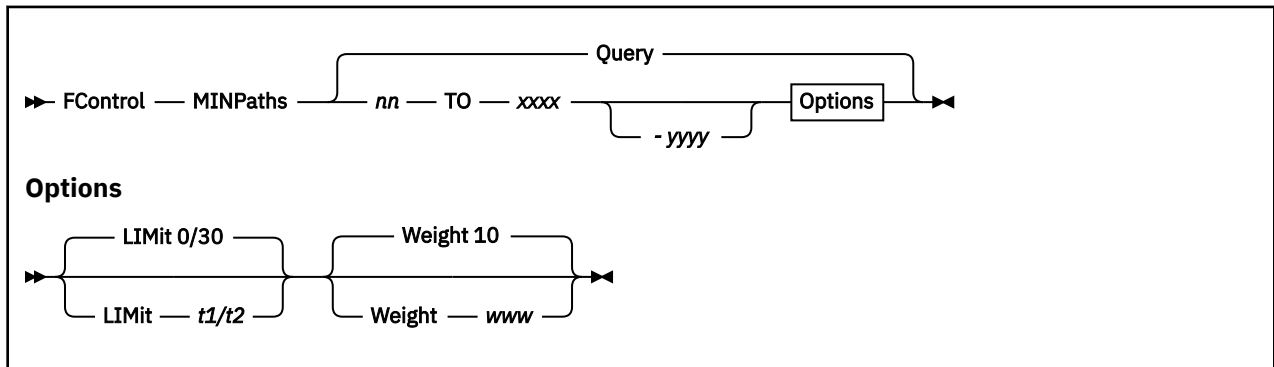 Query
FControl MINPaths nn TO xxxx Options
- yyyy
Options
LIMit 0/30 Weight 10
LIMit t1/t2 Weight www